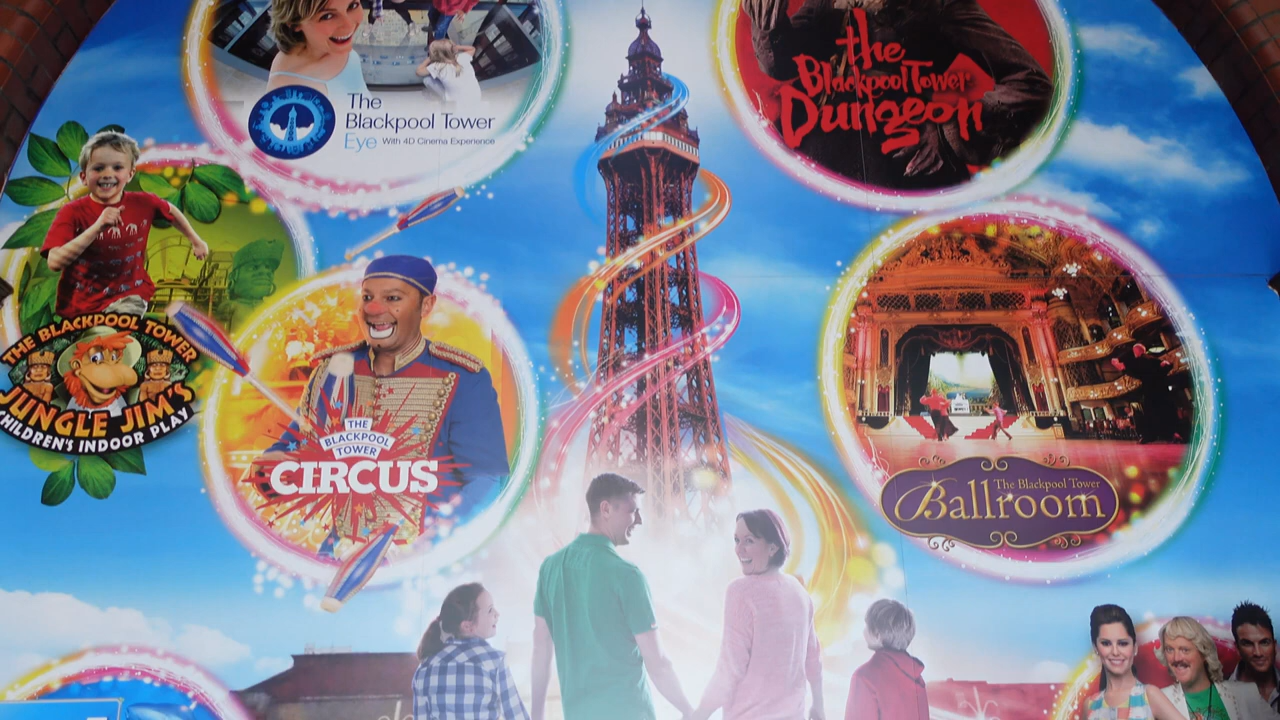 The
Blackpool Tower
Eye With 4D Cinema Experience
the
Blackpool Tower
Dungeon
THE BLACKPOOL TOWER
JUNGLE JIM'S
CHILDREN'S INDOOR PLAY
THE
BLACKPOOL
TOWER
CIRCUS
The Blackpool Tower
Ballroom